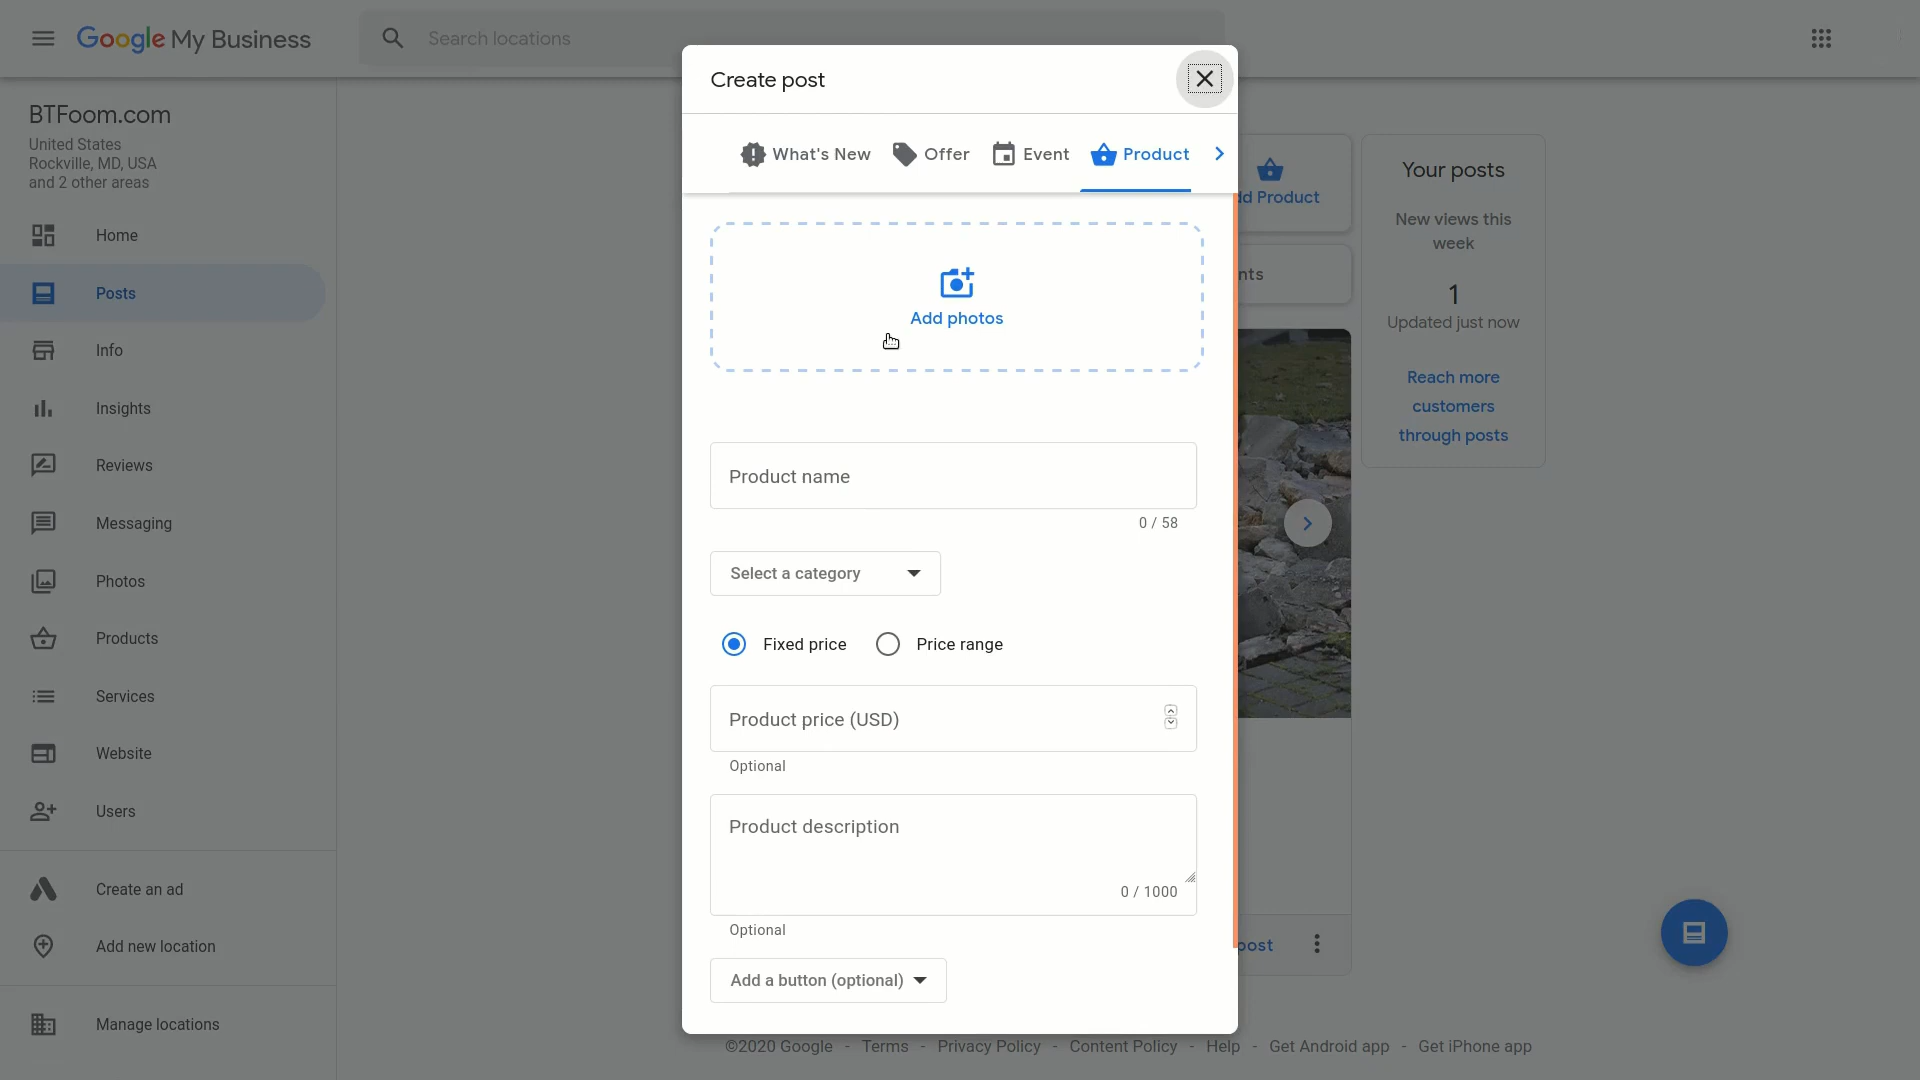 Google My Business
Search locations
BTFoom.com
United States
Rockville, MD, USA
and 2 other areas
Home
Posts
Info
Insights
Reviews
Messaging
Photos
Products
Services
Website
Users
Create an ad
Add new location
Manage locations
Create post
What's New
Offer
Event
Product
Add photos
Product name
0 / 58
Select a category
Fixed price
Price range
Product price (USD)
Optional
Product description
0 / 1000
Optional
Add a button (optional)
dd Product
nts
post
Your posts
New views this
week
1
Updated just now
Reach more
customers
through posts
©2020 Google - Terms - Privacy Policy - Content Policy - Help - Get Android app - Get iPhone app